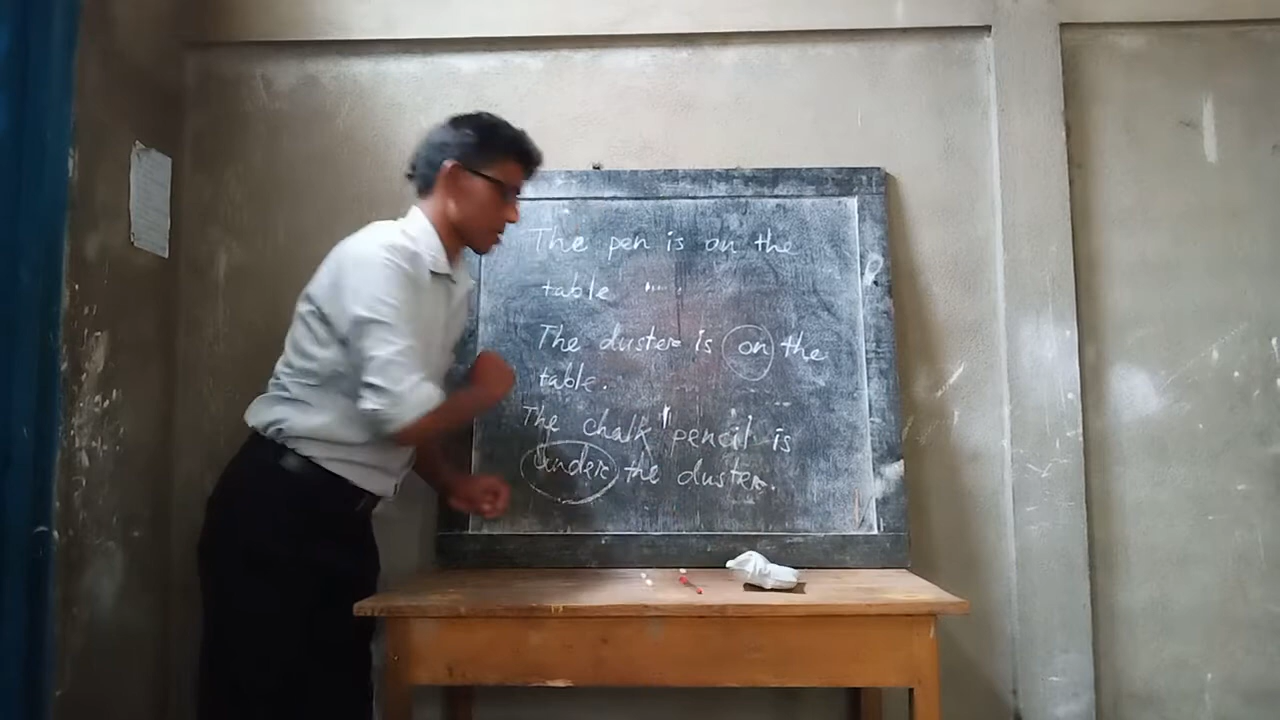 The pen is on the
table
The duster is on the
table.
The chalk pencil is
under the duster.